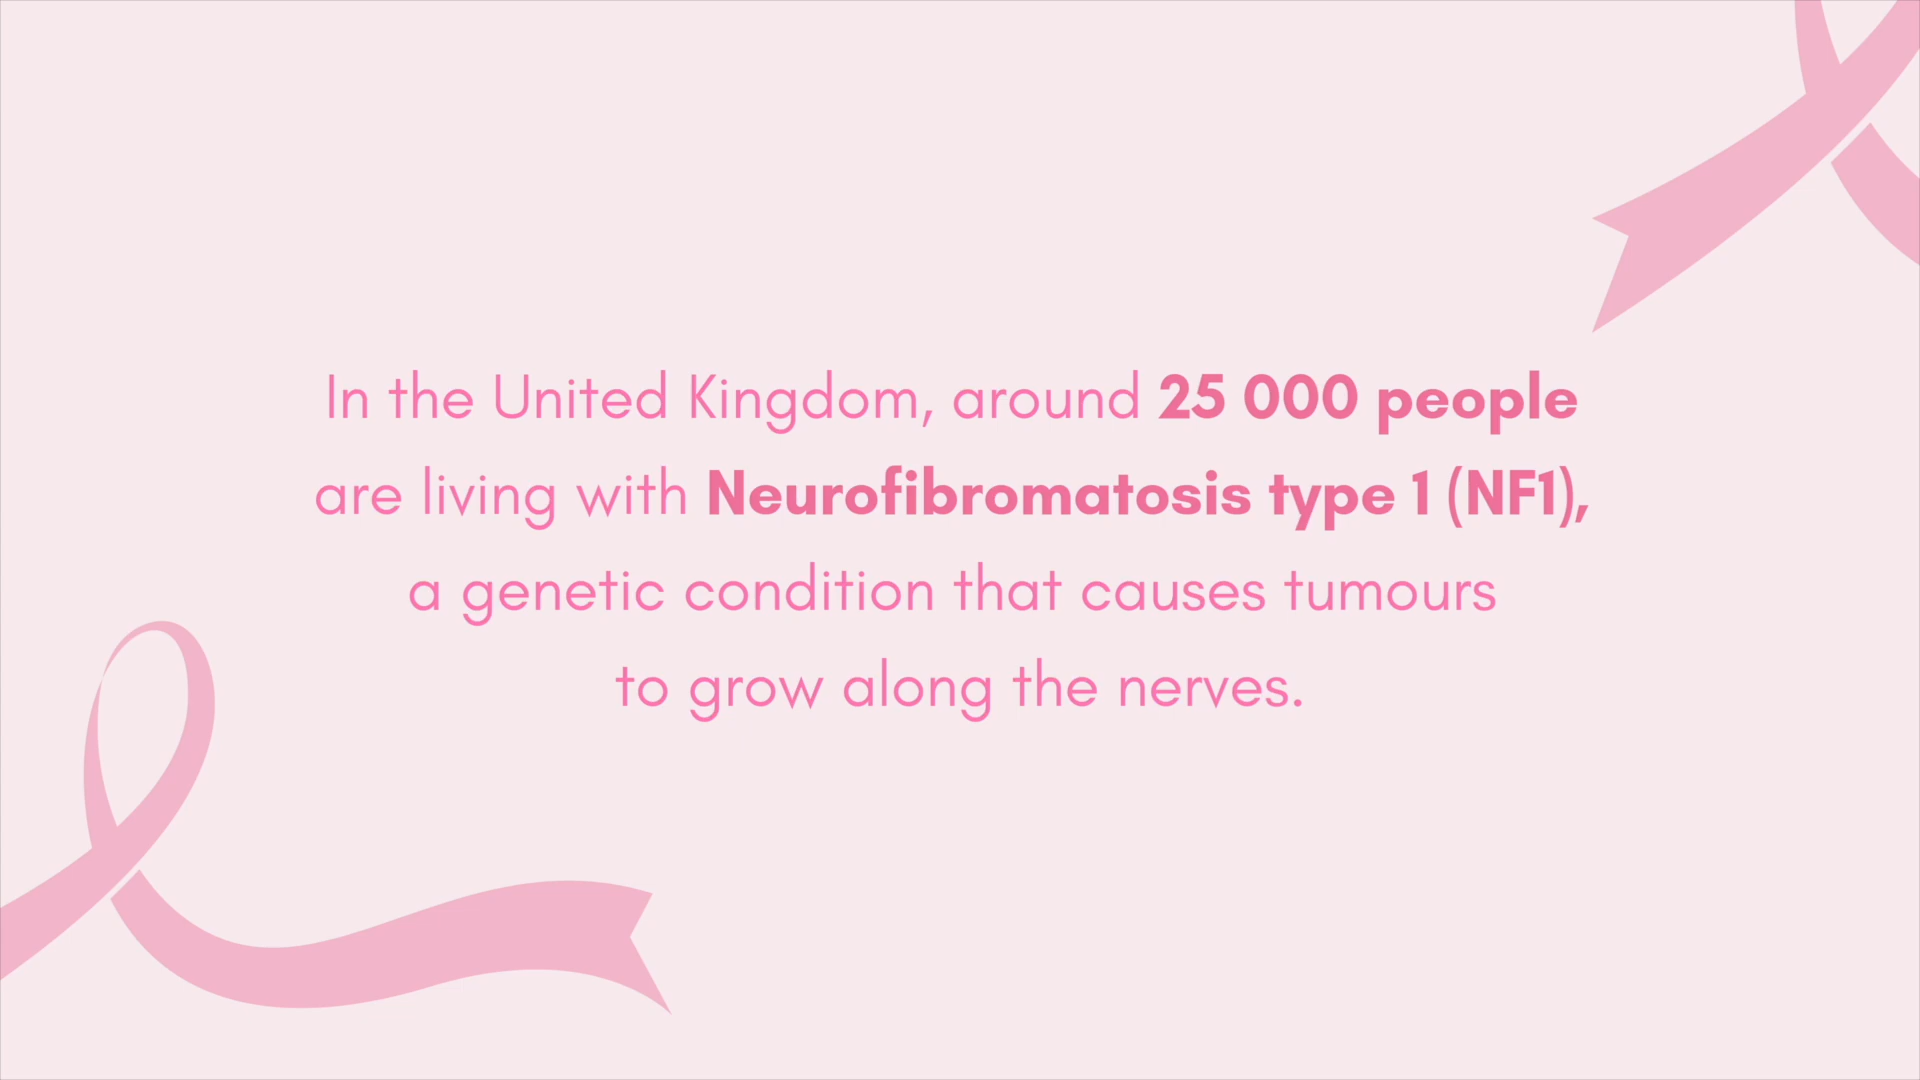 In the United Kingdom, around 25 000 people
are living with Neurofibromatosis type 1 (NF1),
a genetic condition that causes tumours
to grow along the nerves.